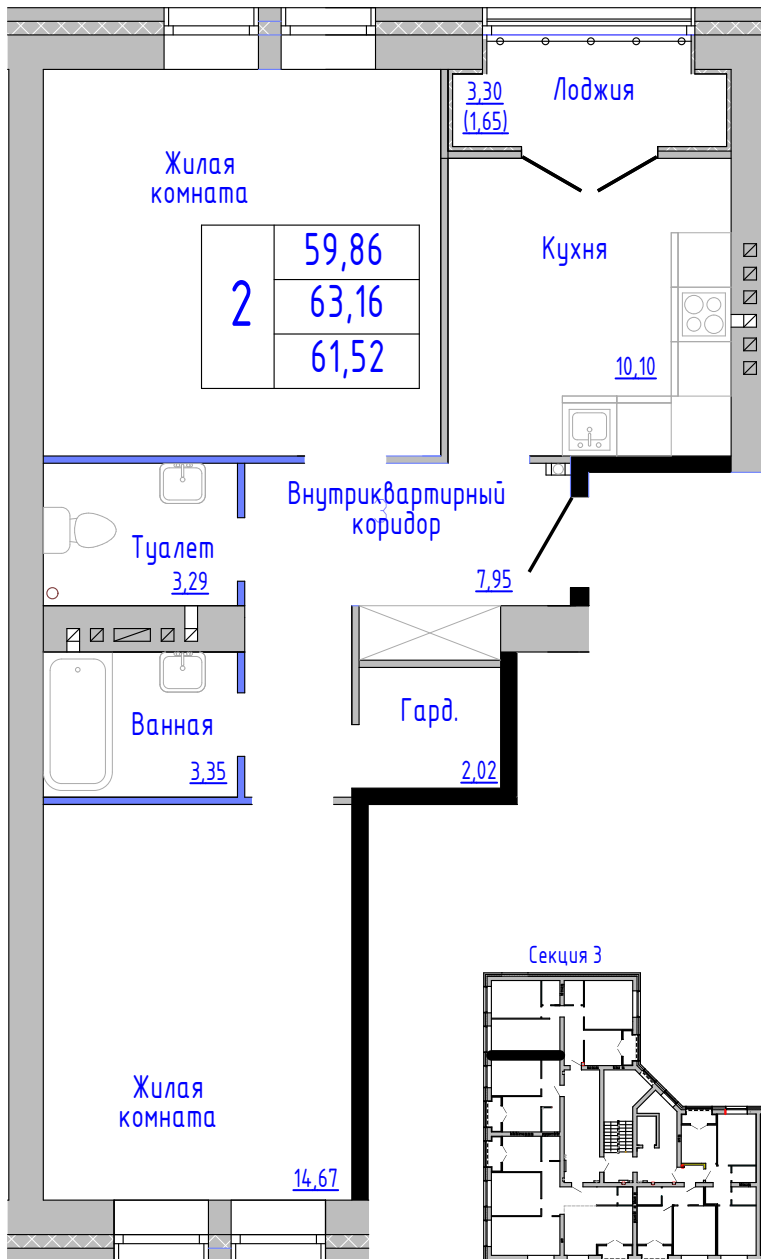 3,30
(1,65)
Лоджия
Жилая
комната
Кухня
2
59,86
63,16
61,52
10,10
Внутриквартирный
коридор
Туалет
3,29
7,95
Ванная
3,35
Гард.
2,02
Секция 3
Жилая
комната
14,67